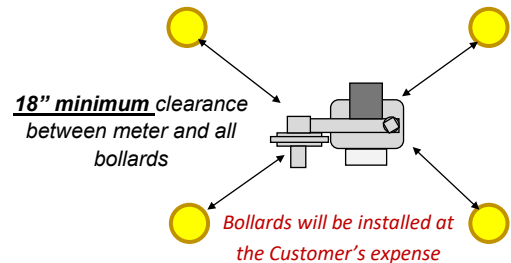 18” minimum clearance
between meter and all
bollards
Bollards will be installed at
the Customer’s expense